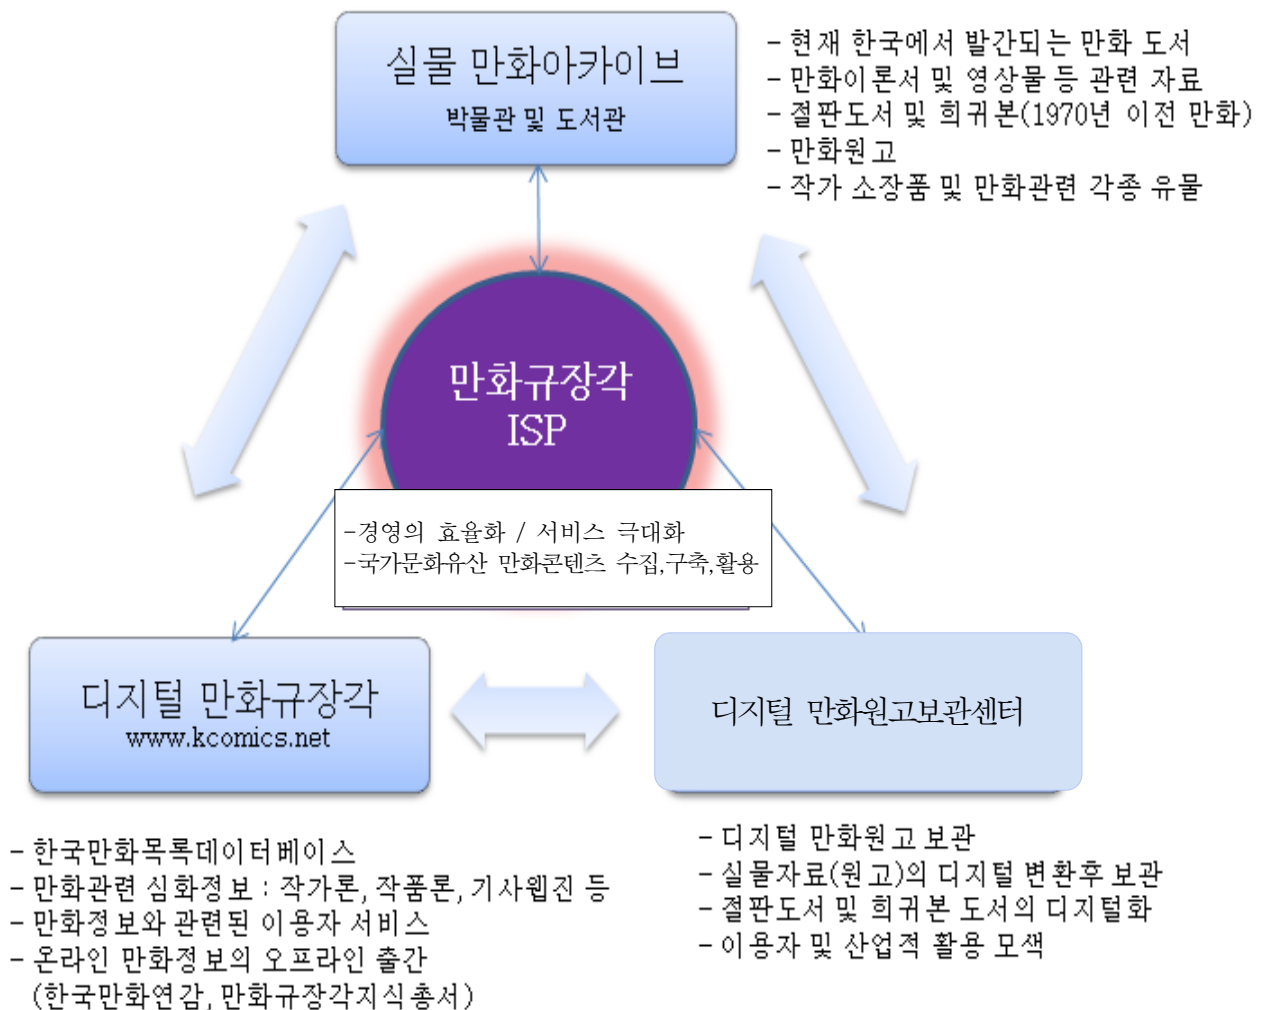 실물 만화아카이브
박물관 및 도서관
- 현재 한국에서 발간되는 만화 도서
- 만화이론서 및 영상물 등 관련 자료
- 절판도서 및 희귀본(1970년 이전 만화)
- 만화원고
- 작가 소장품 및 만화관련 각종 유물
만화규장각
ISP
-경영의 효율화 / 서비스 극대화
-국가문화유산 만화콘텐츠 수집,구축,활용
디지털 만화규장각
www.kcomics.net
디지털 만화원고보관센터
- 한국만화목록데이터베이스
- 만화관련 심화정보 : 작가론, 작품론, 기사웹진 등
- 만화정보와 관련된 이용자 서비스
- 온라인 만화정보의 오프라인 출간
(한국만화연감, 만화규장각지식총서)
- 디지털 만화원고 보관
- 실물자료(원고)의 디지털 변환후 보관
- 절판도서 및 희귀본 도서의 디지털화
- 이용자 및 산업적 활용 모색